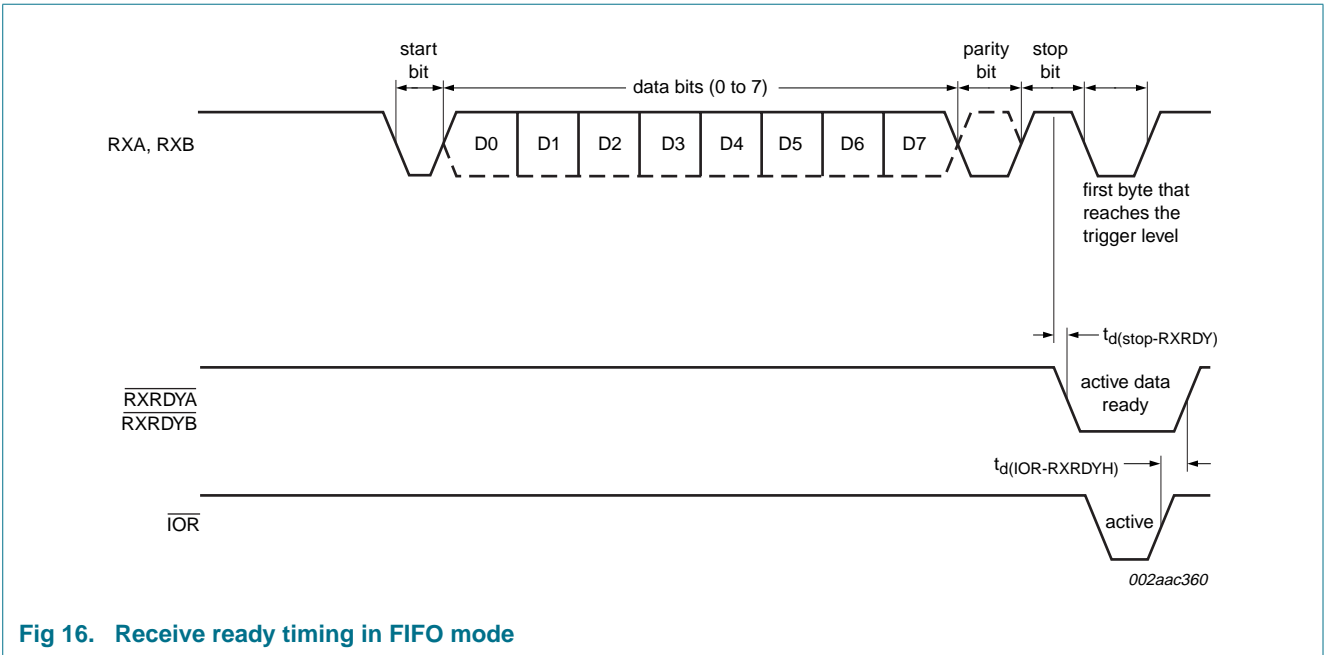 start
bit
data bits (0 to 7)
parity
bit
stop
bit
RXA, RXB
D0 D1 D2 D3 D4 D5 D6 D7
first byte that
reaches the
trigger level
td(stop-RXRDY)
RXRDYA
RXRDYB
active data
ready
td(IOR-RXRDYH)
IOR
active
002aac360
Fig 16. Receive ready timing in FIFO mode